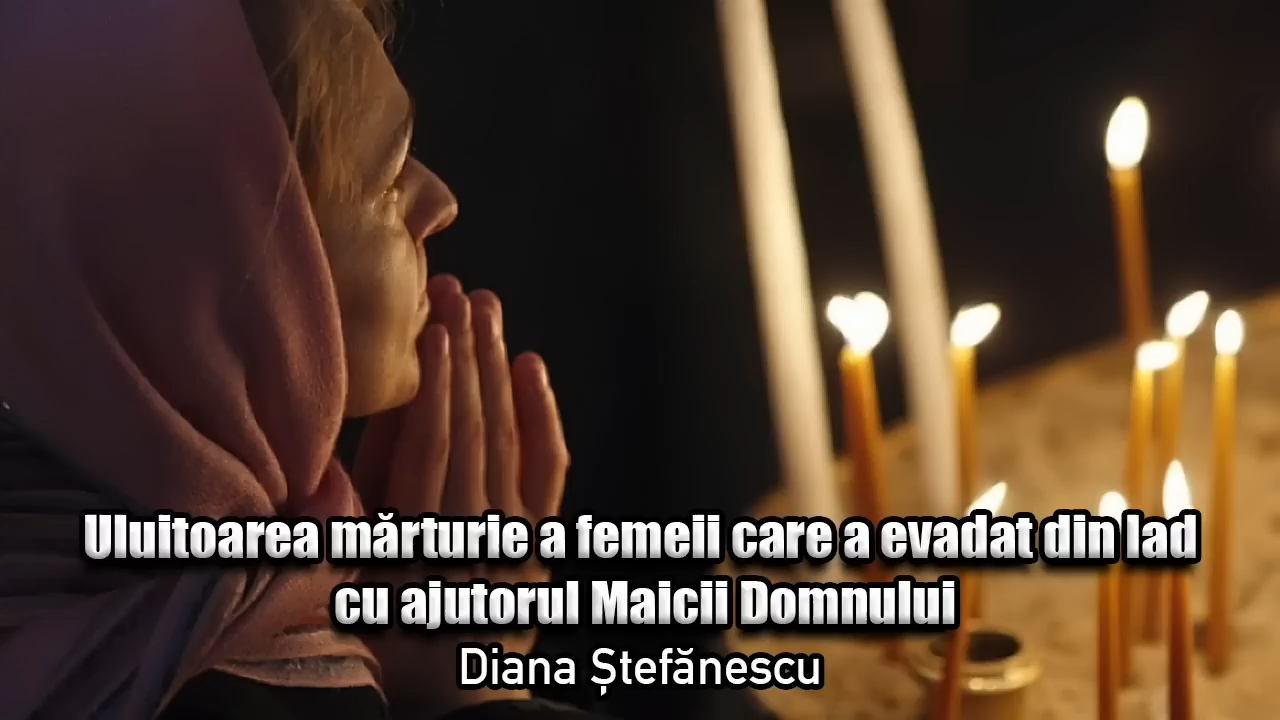 Uluitoarea mărturie a femeii care a evadat din Iad
cu ajutorul Maicii Domnului
Diana Ștefănescu